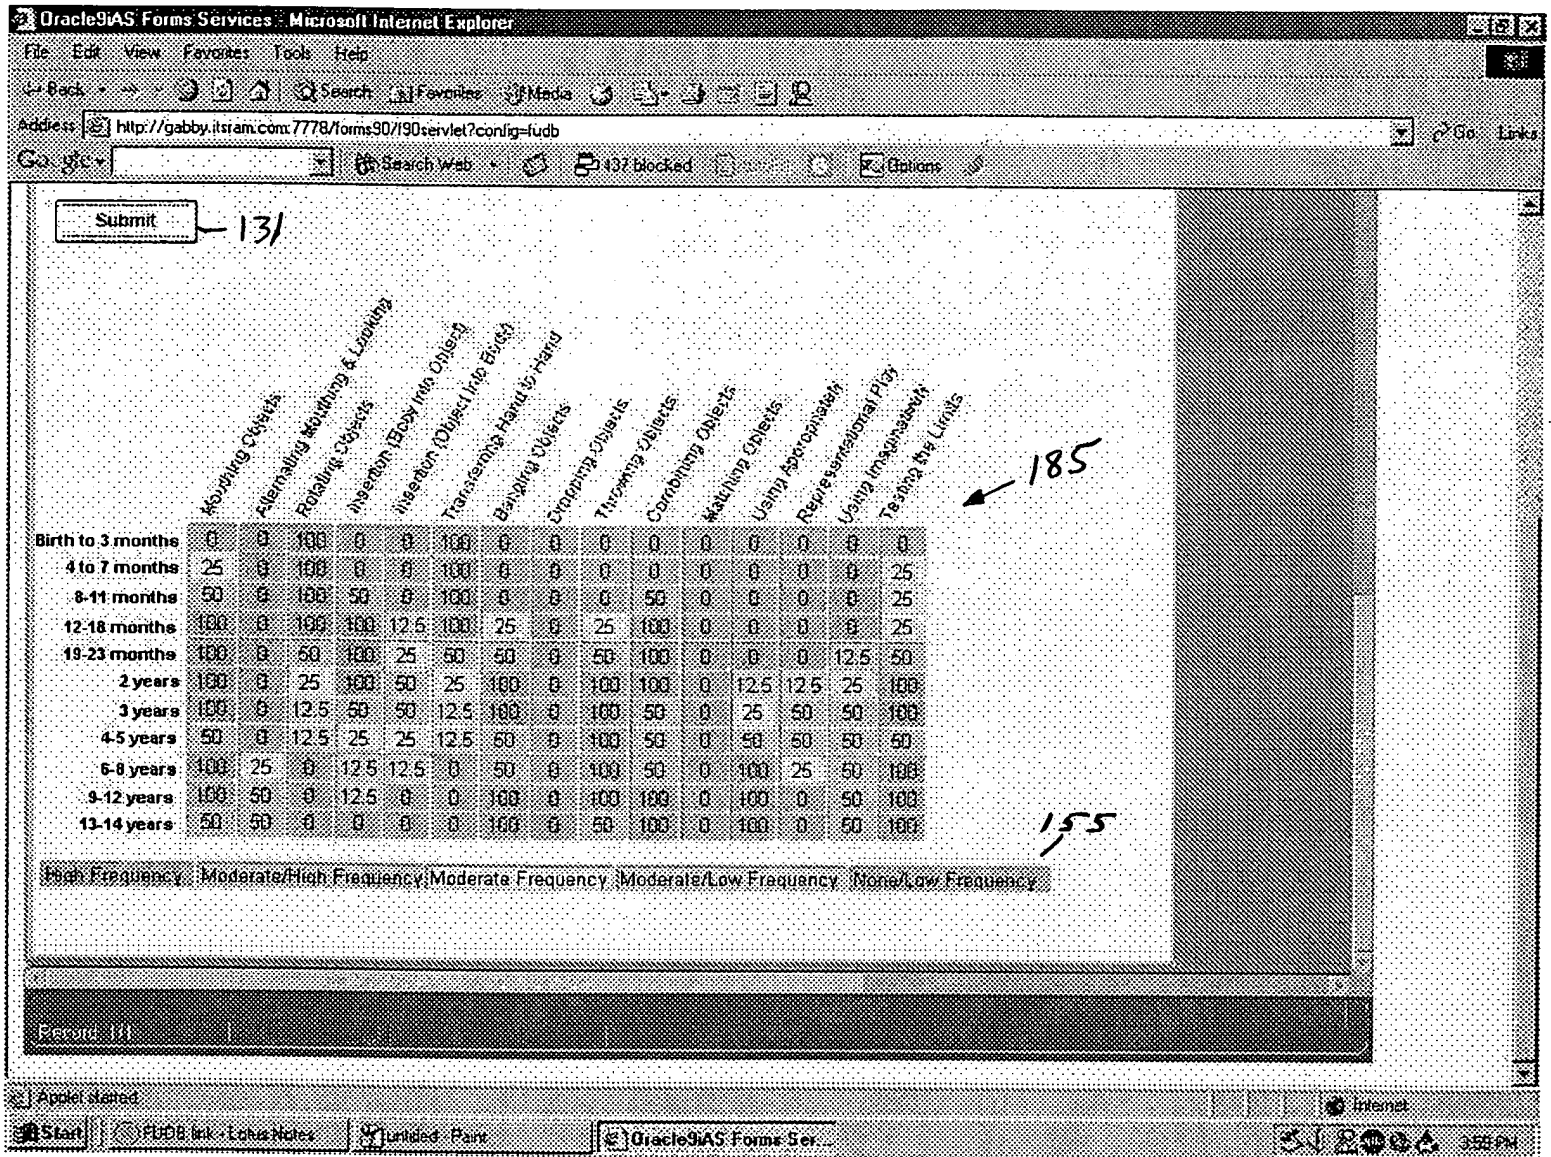 Oracle9iAS Forms Services - Microsoft Internet Explorer
File Edit View Favorites Tools Help
Back Search Favorites Media
Address http://gabby.itsram.com:7778/forms90/f90servlet?config=fudb Go Links
Google Search Web 437 blocked Options
Submit 131
Mouthing Objects
Alternating Mouthing & Looking
Rotating Objects
Insertion (Body Into Object)
Insertion (Object Into Body)
Transferring Hand to Hand
Banging Objects
Dropping Objects
Throwing Objects
Combining Objects
Matching Objects
Using Appropriately
Representational Play
Using Imaginatively
Testing the Limits
185
Birth to 3 months 0 0 100 0 0 100 0 0 0 0 0 0 0 0 0
4 to 7 months 25 0 100 0 0 100 0 0 0 0 0 0 0 0 25
8-11 months 50 0 100 50 0 100 0 0 0 50 0 0 0 0 25
12-18 months 100 0 100 100 12.5 100 25 0 25 100 0 0 0 0 25
19-23 months 100 0 50 100 25 50 50 0 50 100 0 0 0 12.5 50
2 years 100 0 25 100 50 25 100 0 100 100 0 12.5 12.5 25 100
3 years 100 0 12.5 50 50 12.5 100 0 100 50 0 25 50 50 100
4-5 years 50 0 12.5 25 25 12.5 50 0 100 50 0 50 50 50 50
6-8 years 100 25 0 12.5 12.5 0 50 0 100 50 0 100 25 50 100
9-12 years 100 50 0 12.5 0 0 100 0 100 100 0 100 0 50 100
13-14 years 50 50 0 0 0 0 100 0 50 100 0 100 0 50 100
155
High Frequency Moderate/High Frequency Moderate Frequency Moderate/Low Frequency None/Low Frequency
Record: 1/1
Applet started Internet
Start FUDB link - Lotus Notes untitled - Paint Oracle9iAS Forms Ser... 3:59 PM